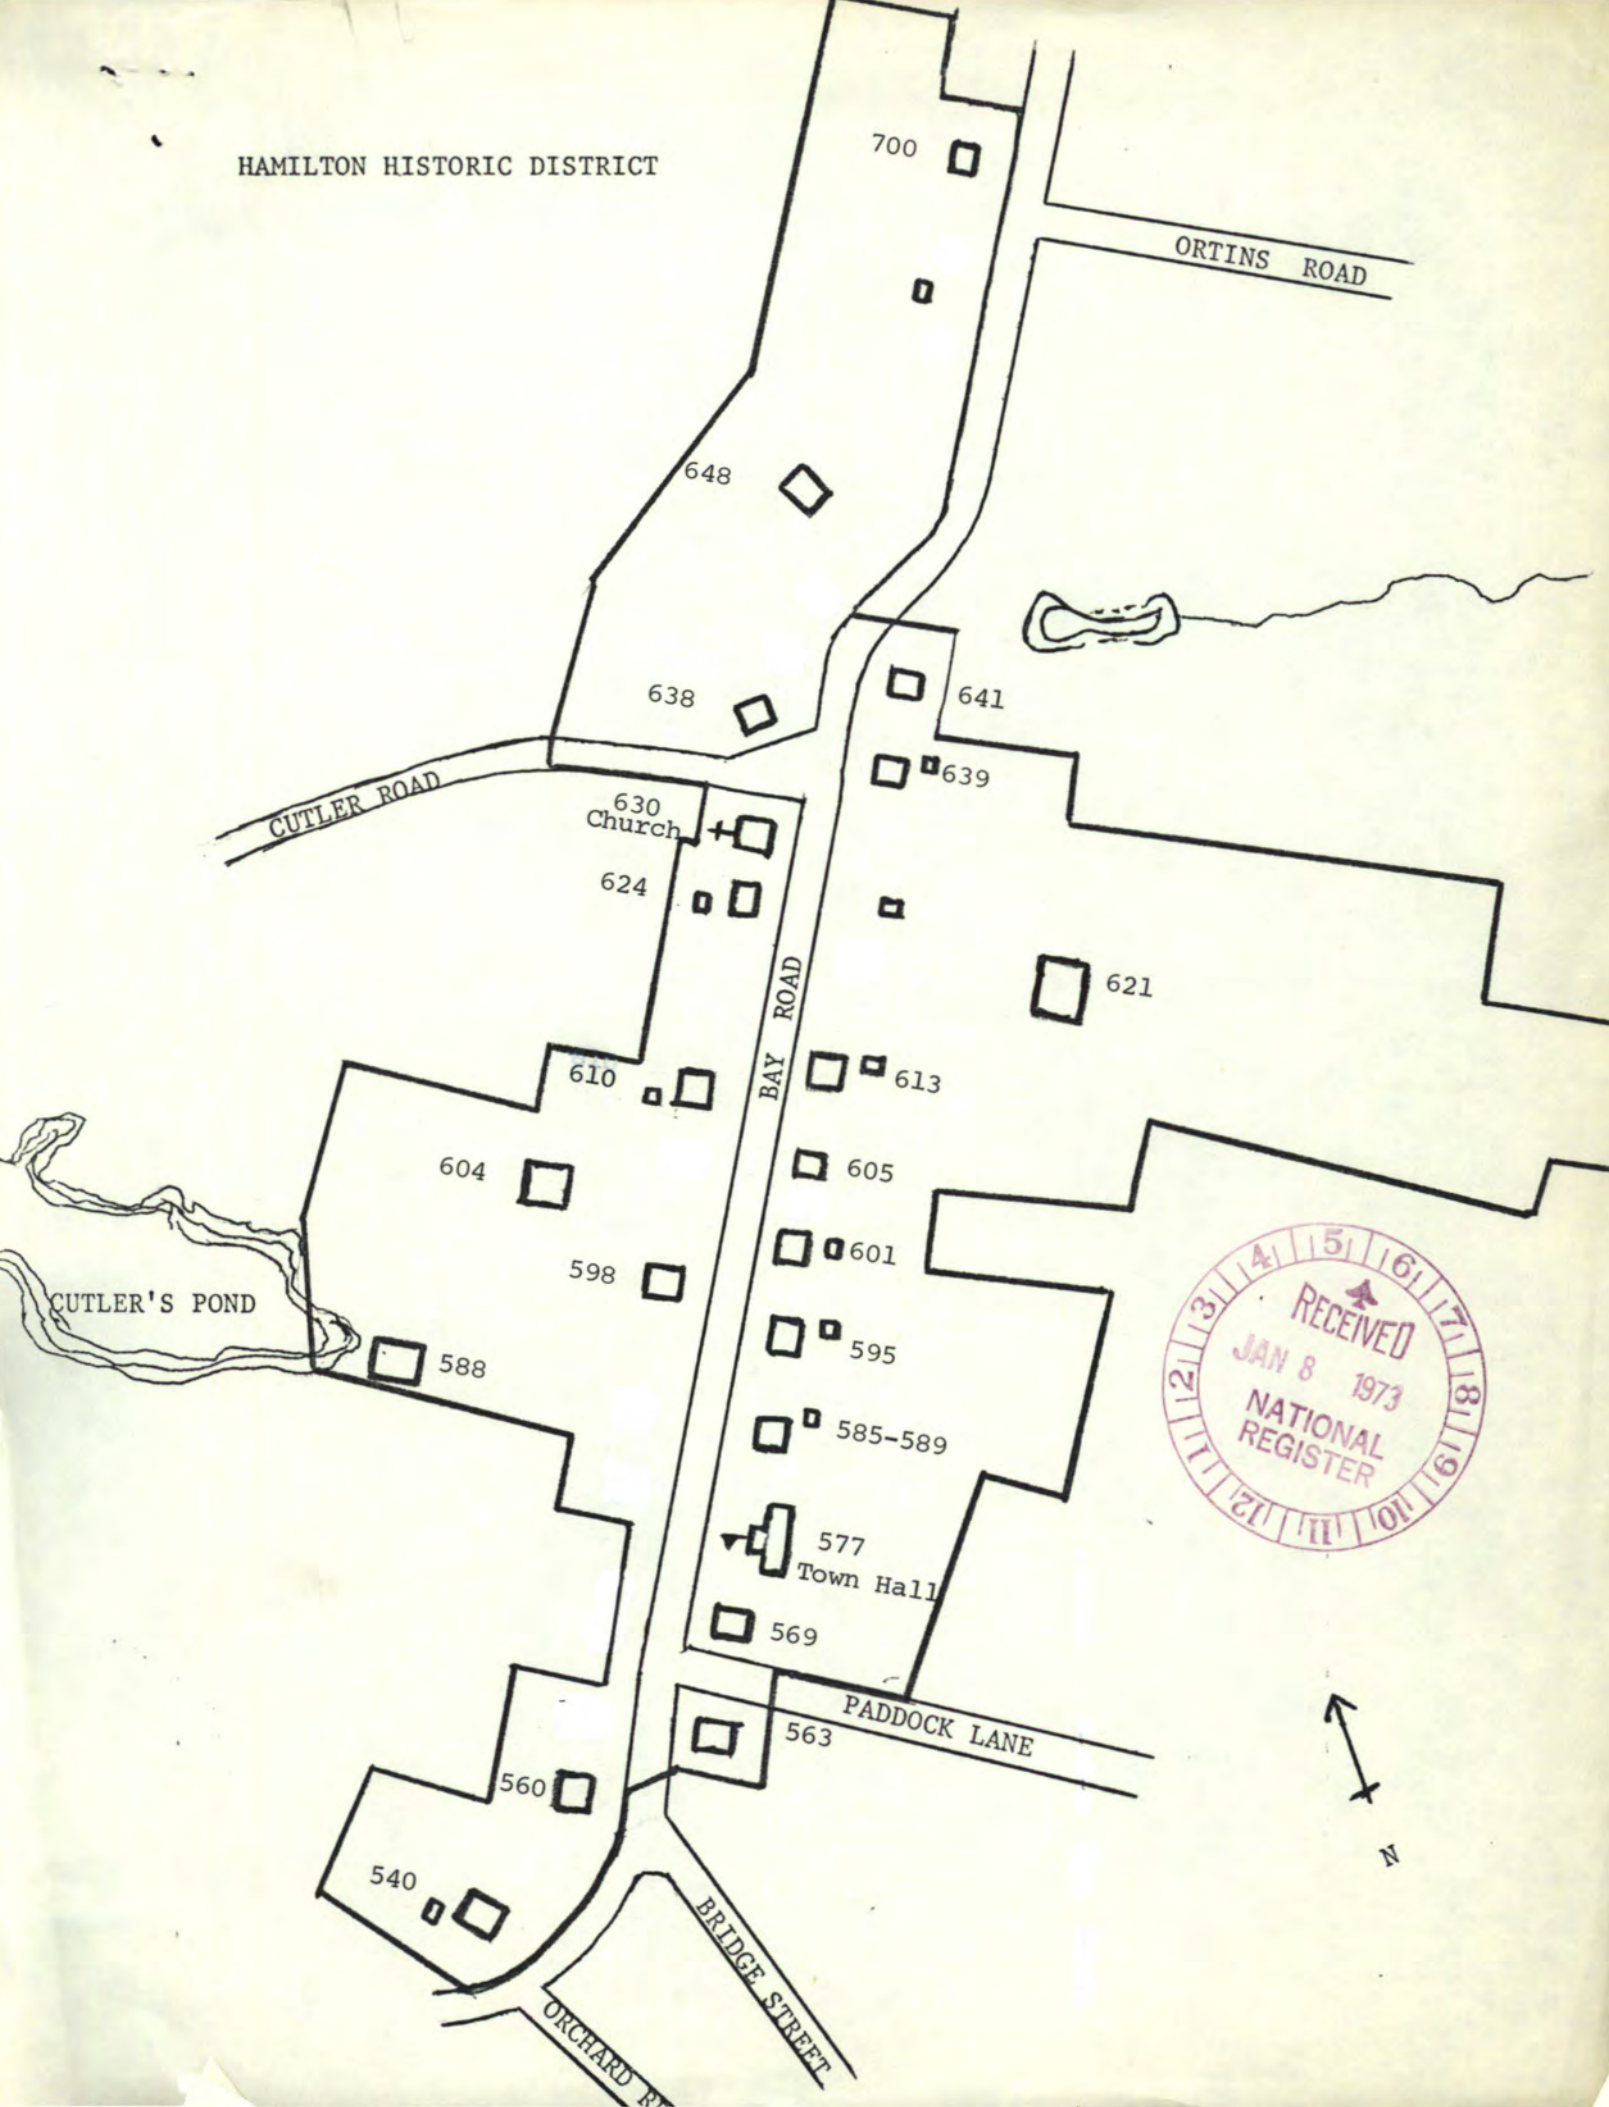 HAMILTON HISTORIC DISTRICT
700
ORTINS ROAD
648
638
641
639
CUTLER ROAD
630
Church
624
621
BAY ROAD
610
613
604
605
598
601
CUTLER'S POND
588
595
585-589
577
Town Hall
569
563
PADDOCK LANE
560
540
BRIDGE STREET
ORCHARD
N
1 2 3 4 5 6 7 8 9 10 11 12
RECEIVED
JAN 8 1973
NATIONAL
REGISTER